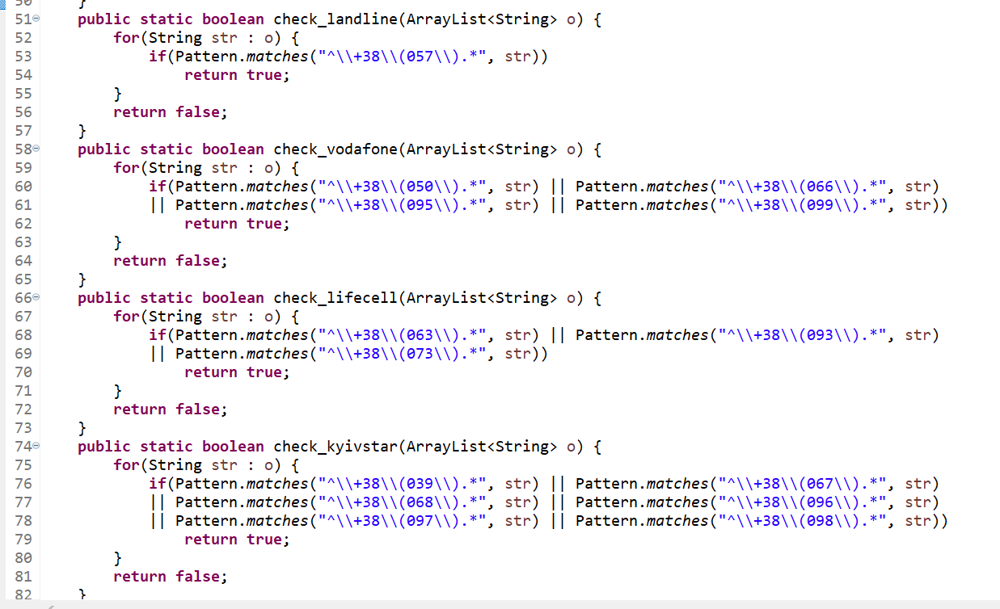 50 }
51 public static boolean check_landline(ArrayList<String> o) {
52 for(String str : o) {
53 if(Pattern.matches("^\\+38\\(057\\).*", str))
54 return true;
55 }
56 return false;
57 }
58 public static boolean check_vodafone(ArrayList<String> o) {
59 for(String str : o) {
60 if(Pattern.matches("^\\+38\\(050\\).*", str) || Pattern.matches("^\\+38\\(066\\).*", str)
61 || Pattern.matches("^\\+38\\(095\\).*", str) || Pattern.matches("^\\+38\\(099\\).*", str))
62 return true;
63 }
64 return false;
65 }
66 public static boolean check_lifecell(ArrayList<String> o) {
67 for(String str : o) {
68 if(Pattern.matches("^\\+38\\(063\\).*", str) || Pattern.matches("^\\+38\\(093\\).*", str)
69 || Pattern.matches("^\\+38\\(073\\).*", str))
70 return true;
71 }
72 return false;
73 }
74 public static boolean check_kyivstar(ArrayList<String> o) {
75 for(String str : o) {
76 if(Pattern.matches("^\\+38\\(039\\).*", str) || Pattern.matches("^\\+38\\(067\\).*", str)
77 || Pattern.matches("^\\+38\\(068\\).*", str) || Pattern.matches("^\\+38\\(096\\).*", str)
78 || Pattern.matches("^\\+38\\(097\\).*", str) || Pattern.matches("^\\+38\\(098\\).*", str))
79 return true;
80 }
81 return false;
82 }